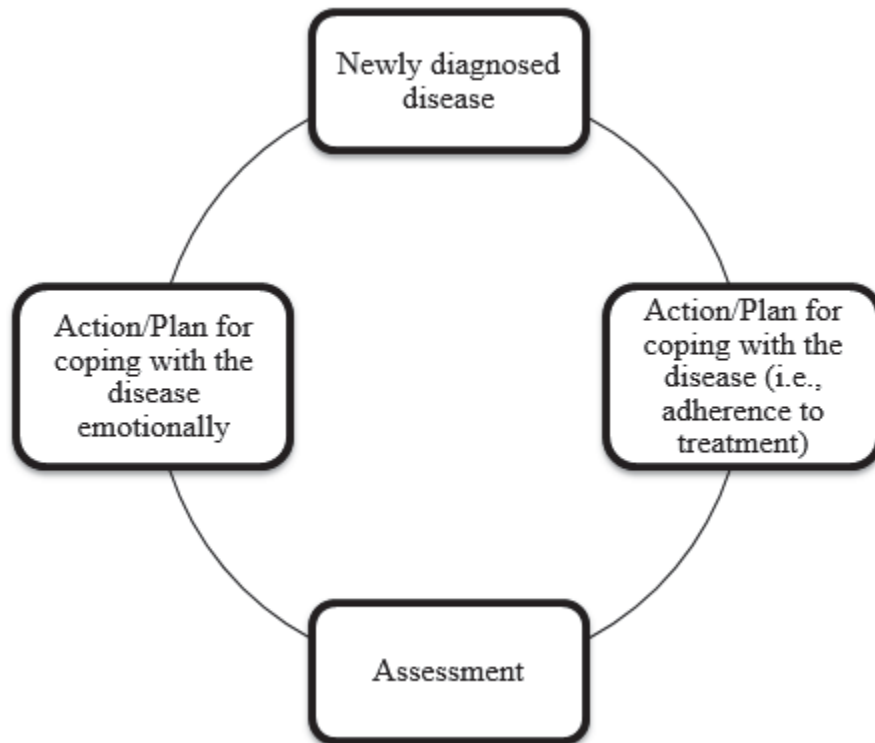 Newly diagnosed
disease
Action/Plan for
coping with the
disease
emotionally
Action/Plan for
coping with the
disease (i.e.,
adherence to
treatment)
Assessment